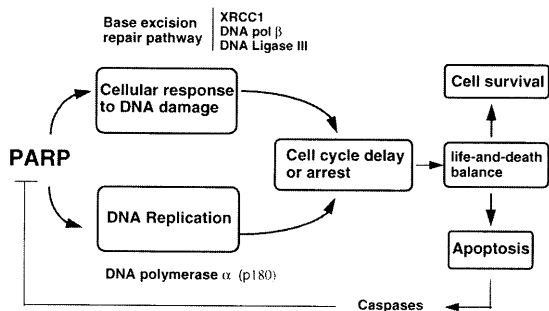 Base excision
repair pathway
XRCC1
DNA pol β
DNA Ligase III
Cellular response
to DNA damage
Cell survival
PARP
Cell cycle delay
or arrest
life-and-death
balance
DNA Replication
Apoptosis
DNA polymerase α (p180)
Caspases